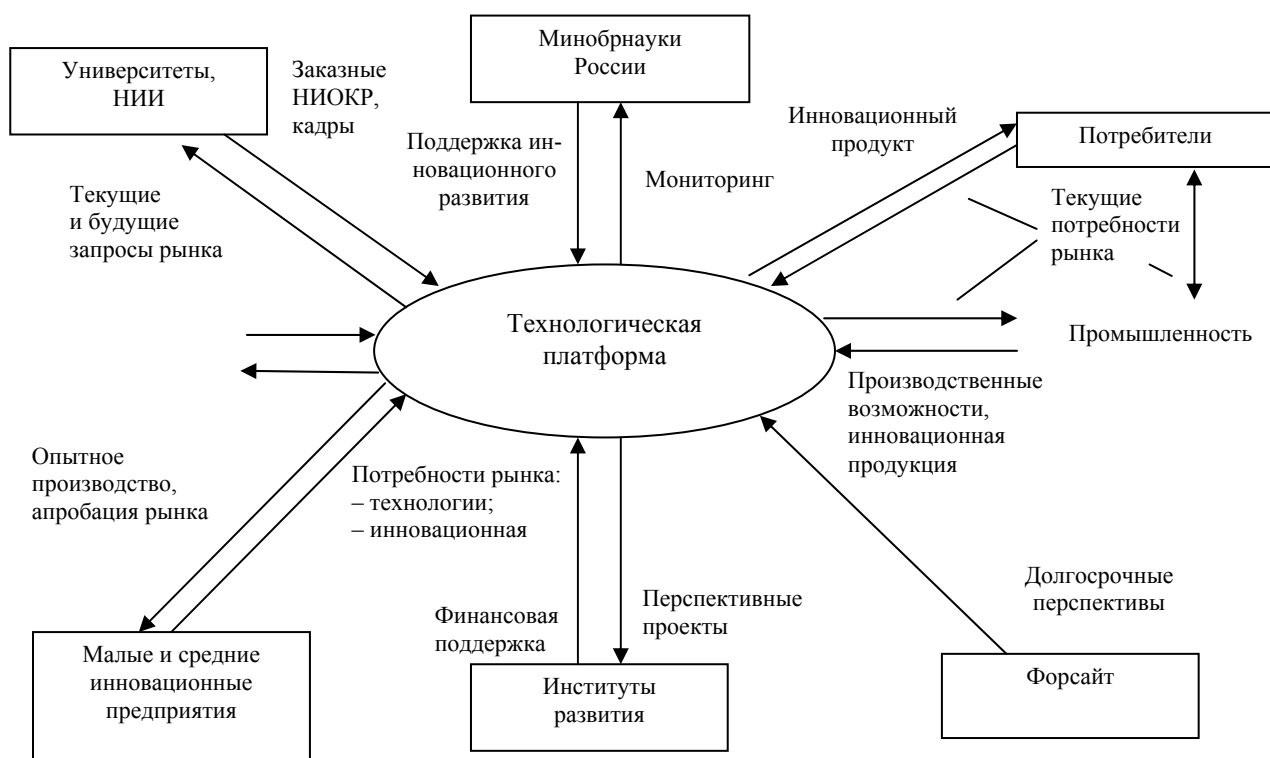 Университеты,
НИИ
Заказные
НИОКР,
кадры
Минобрнауки
России
Инновационный
продукт
Потребители
Поддержка ин-
новационного
развития
Мониторинг
Текущие
и будущие
запросы рынка
Текущие
потребности
рынка
Технологическая
платформа
Промышленность
Производственные
возможности,
инновационная
продукция
Опытное
производство,
апробация рынка
Потребности рынка:
– технологии;
– инновационная
Долгосрочные
перспективы
Финансовая
поддержка
Перспективные
проекты
Малые и средние
инновационные
предприятия
Институты
развития
Форсайт